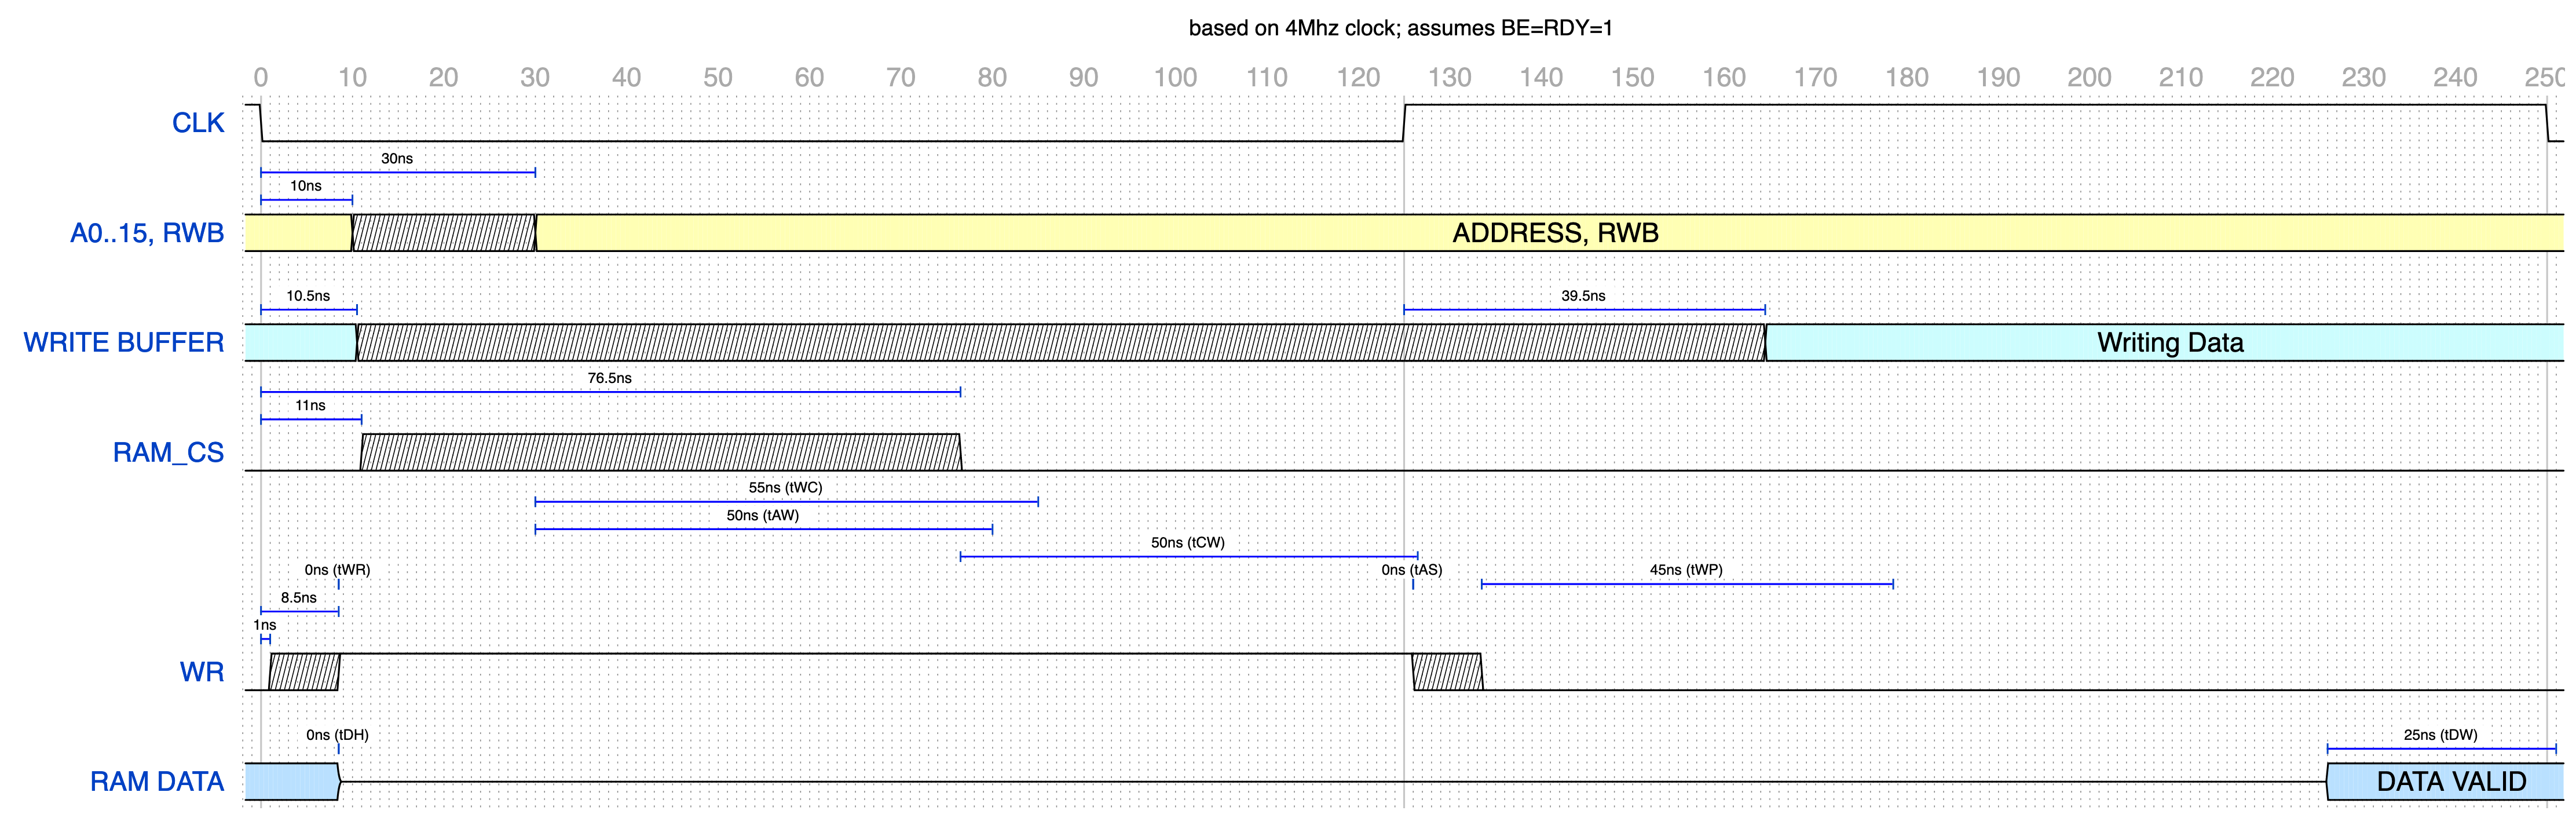 based on 4Mhz clock; assumes BE=RDY=1
0 10 20 30 40 50 60 70 80 90 100 110 120 130 140 150 160 170 180 190 200 210 220 230 240 250
CLK
30ns
10ns
A0..15, RWB
ADDRESS, RWB
10.5ns
39.5ns
WRITE BUFFER
Writing Data
76.5ns
11ns
RAM_CS
55ns (tWC)
50ns (tAW)
50ns (tCW)
0ns (tWR)
0ns (tAS)
45ns (tWP)
8.5ns
1ns
WR
0ns (tDH)
25ns (tDW)
RAM DATA
DATA VALID